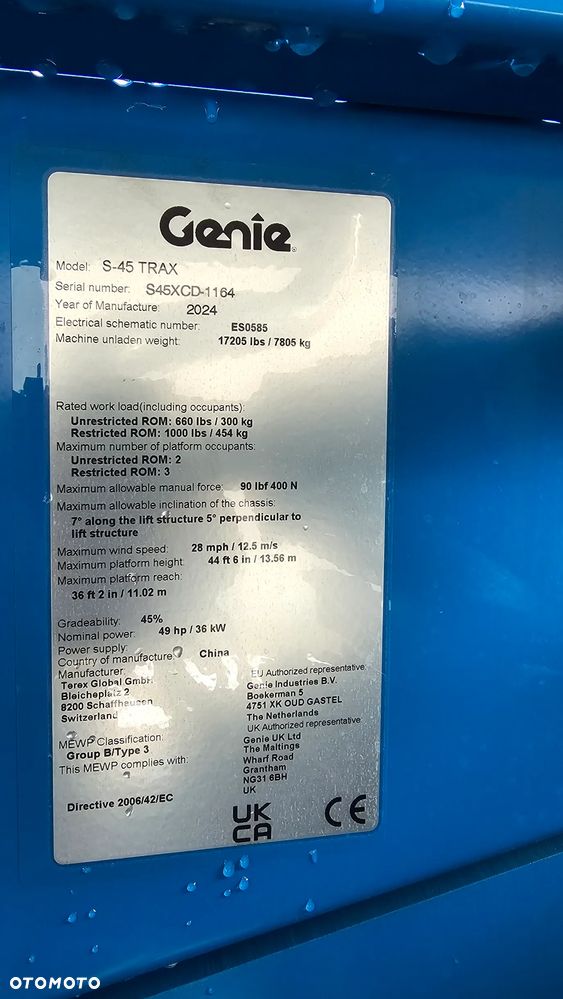 Genie
Model: S-45 TRAX
Serial number: S45XCD-1164
Year of Manufacture: 2024
Electrical schematic number: ES0585
Machine unladen weight: 17205 lbs / 7805 kg
Rated work load(including occupants):
Unrestricted ROM: 660 lbs / 300 kg
Restricted ROM: 1000 lbs / 454 kg
Maximum number of platform occupants:
Unrestricted ROM: 2
Restricted ROM: 3
Maximum allowable manual force: 90 lbf 400 N
Maximum allowable inclination of the chassis:
7° along the lift structure 5° perpendicular to
lift structure
Maximum wind speed: 28 mph / 12.5 m/s
Maximum platform height: 44 ft 6 in / 13.56 m
Maximum platform reach:
36 ft 2 in / 11.02 m
Gradeability: 45%
Nominal power: 49 hp / 36 kW
Power supply:
Country of manufacture: China
Manufacturer:
Terex Global GmbH
Bleicheplatz 2
8200 Schaffhausen
Switzerland
EU Authorized representative:
Genie Industries B.V.
Boekerman 5
4751 XK OUD GASTEL
The Netherlands
UK Authorized representative:
Genie UK Ltd
The Maltings
Wharf Road
Grantham
NG31 6BH
UK
MEWP Classification:
Group B/Type 3
This MEWP complies with:
Directive 2006/42/EC
UK
CA
CE
OTOMOTO